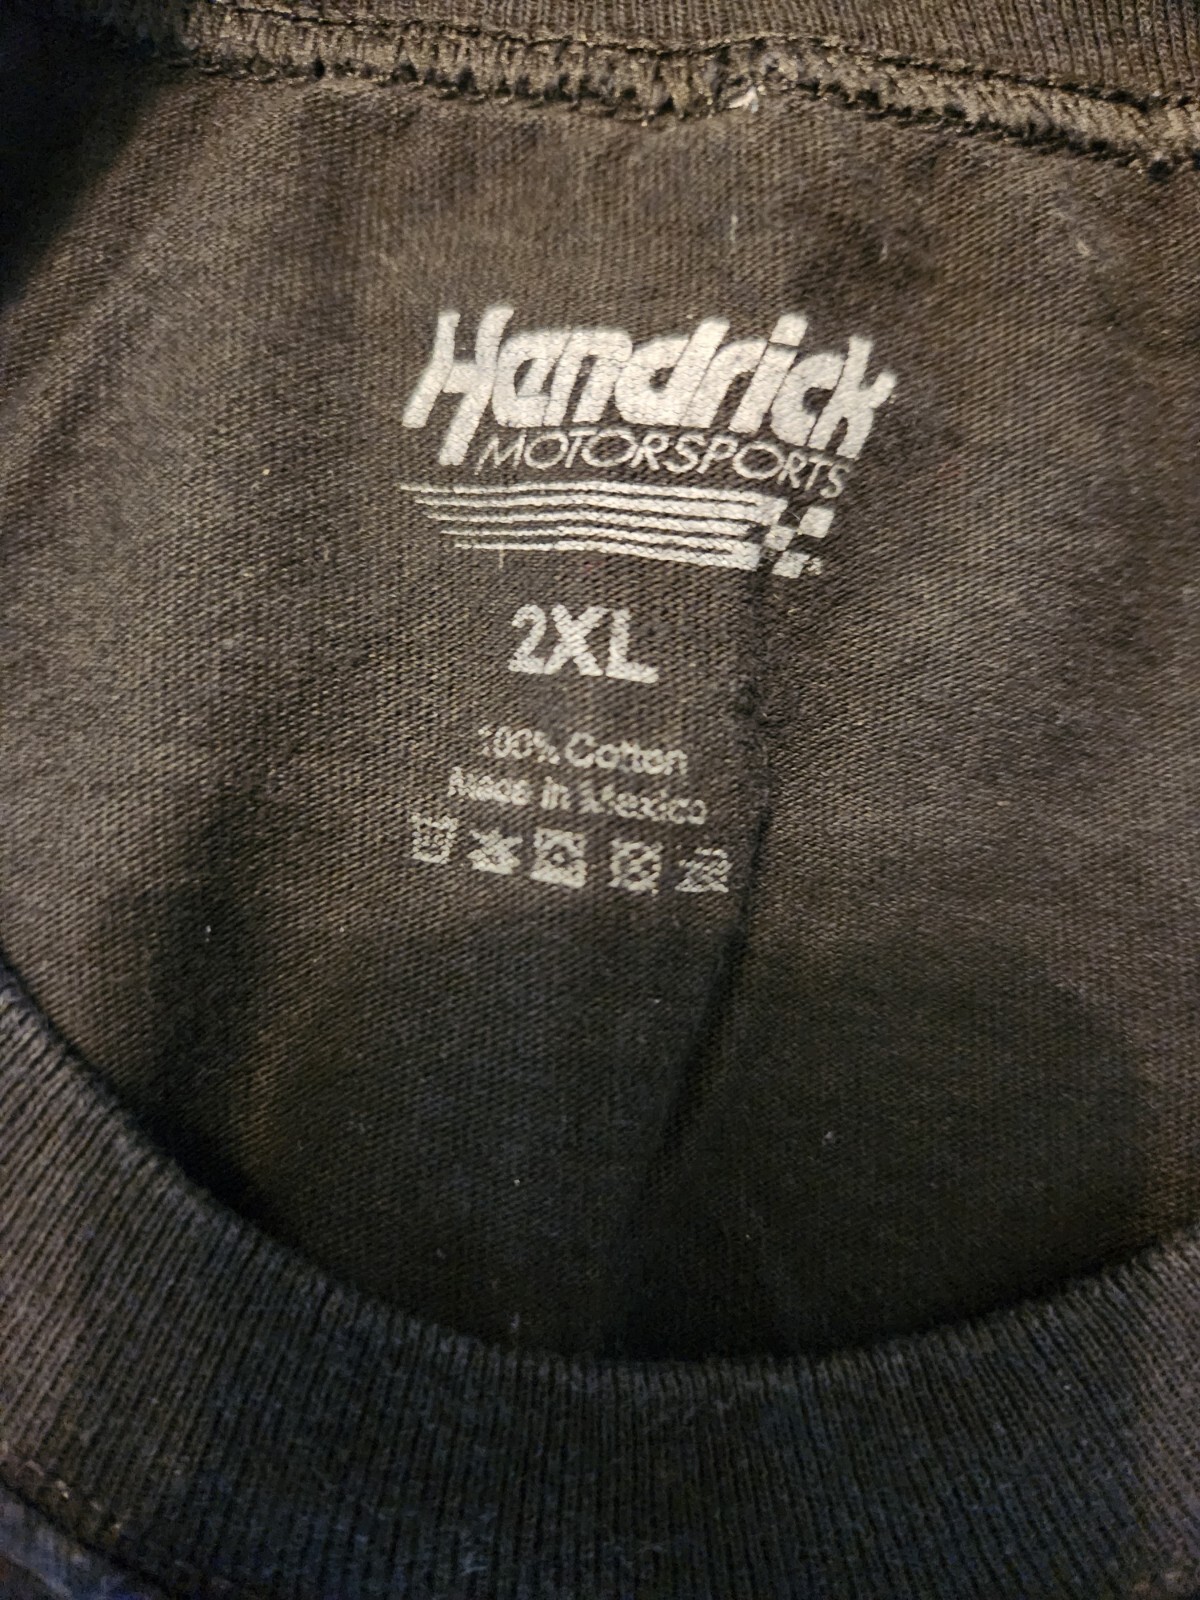 Hendrick
MOTORSPORTS
2XL
100% Cotton
Made in Mexico